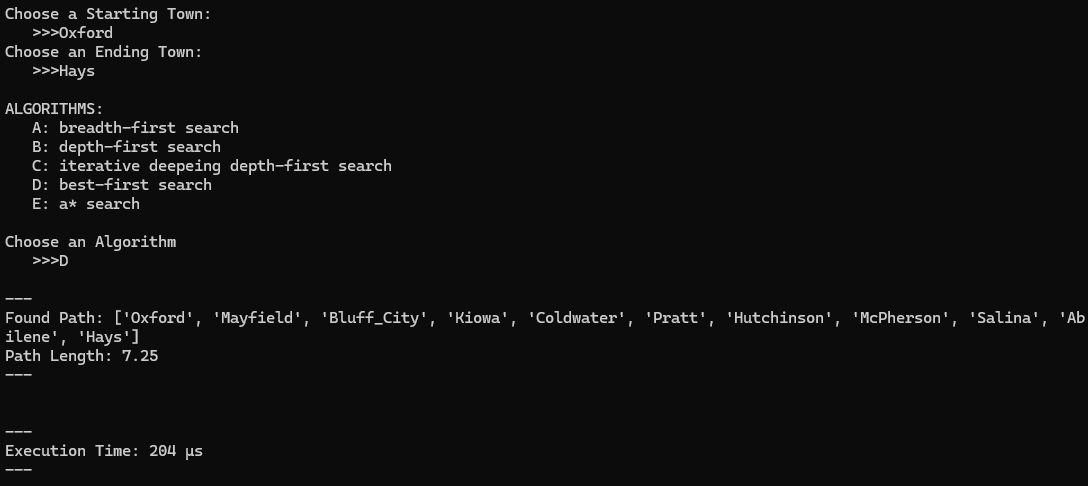 Choose a Starting Town:
   >>>Oxford
Choose an Ending Town:
   >>>Hays

ALGORITHMS:
   A: breadth-first search
   B: depth-first search
   C: iterative deepeing depth-first search
   D: best-first search
   E: a* search

Choose an Algorithm
   >>>D

---
Found Path: ['Oxford', 'Mayfield', 'Bluff_City', 'Kiowa', 'Coldwater', 'Pratt', 'Hutchinson', 'McPherson', 'Salina', 'Ab
ilene', 'Hays']
Path Length: 7.25
---


---
Execution Time: 204 µs
---